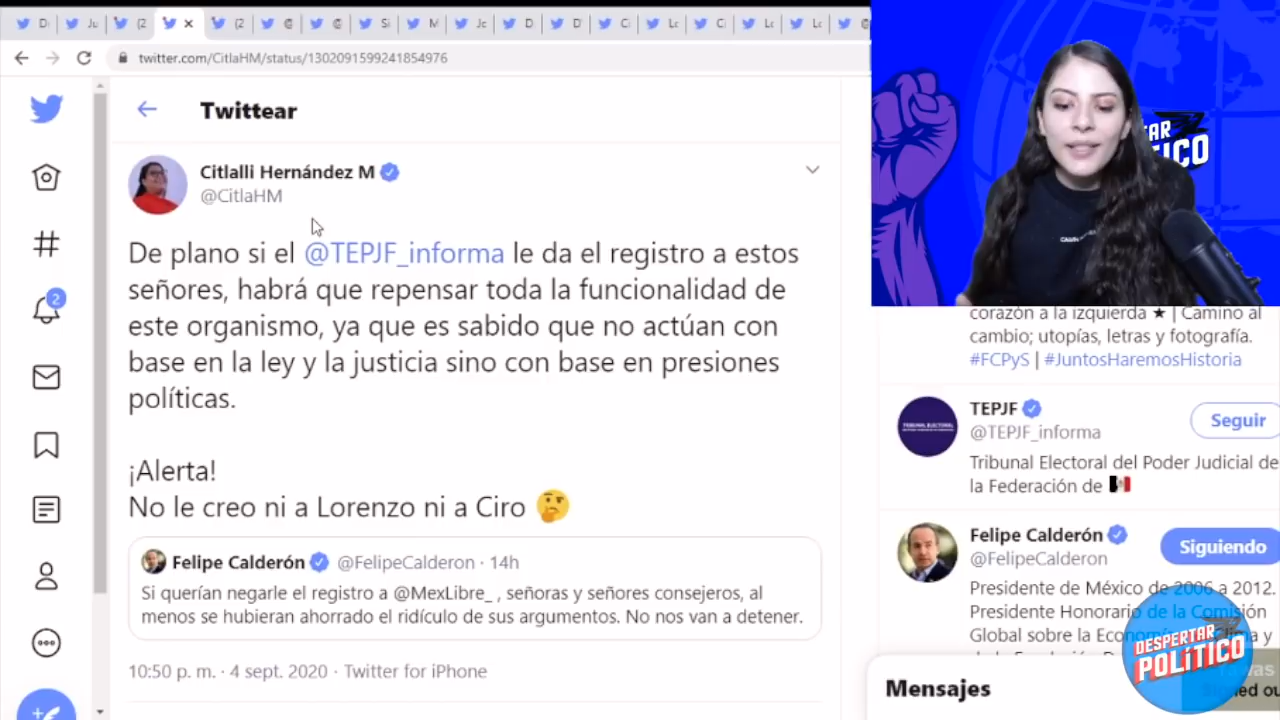 twitter.com/CitlaHM/status/1302091599241854976
Twittear
Citlalli Hernández M
@CitlaHM
De plano si el @TEPJF_informa le da el registro a estos
señores, habrá que repensar toda la funcionalidad de
este organismo, ya que es sabido que no actúan con
base en la ley y la justicia sino con base en presiones
políticas.
¡Alerta!
No le creo ni a Lorenzo ni a Ciro 🤔
Felipe Calderón @FelipeCalderon · 14h
Si querían negarle el registro a @MexLibre_ , señoras y señores consejeros, al
menos se hubieran ahorrado el ridículo de sus argumentos. No nos van a detener.
10:50 p. m. · 4 sept. 2020 · Twitter for iPhone
2
corazón a la izquierda ★ | Camino al
cambio; utopías, letras y fotografía.
#FCPyS | #JuntosHaremosHistoria
TEPJF
@TEPJF_informa
Seguir
Tribunal Electoral del Poder Judicial de
la Federación de
Felipe Calderón
@FelipeCalderon
Siguiendo
Presidente de México de 2006 a 2012.
Presidente Honorario de la Comisión
Global sobre la
Mensajes
DESPERTAR
POLÍTICO